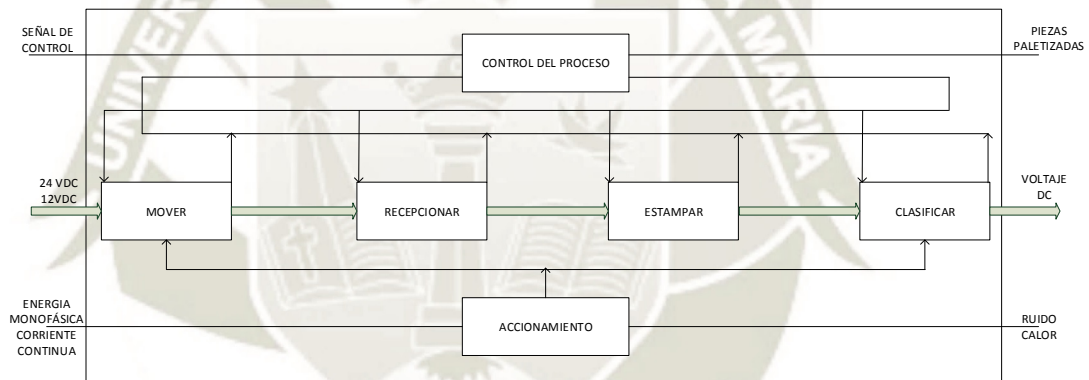 SEÑAL DE
CONTROL
CONTROL DEL PROCESO
PIEZAS
PALETIZADAS
24 VDC
12VDC
MOVER
RECEPCIONAR
ESTAMPAR
CLASIFICAR
VOLTAJE
DC
ENERGIA
MONOFÁSICA
CORRIENTE
CONTINUA
ACCIONAMIENTO
RUIDO
CALOR
MARIA